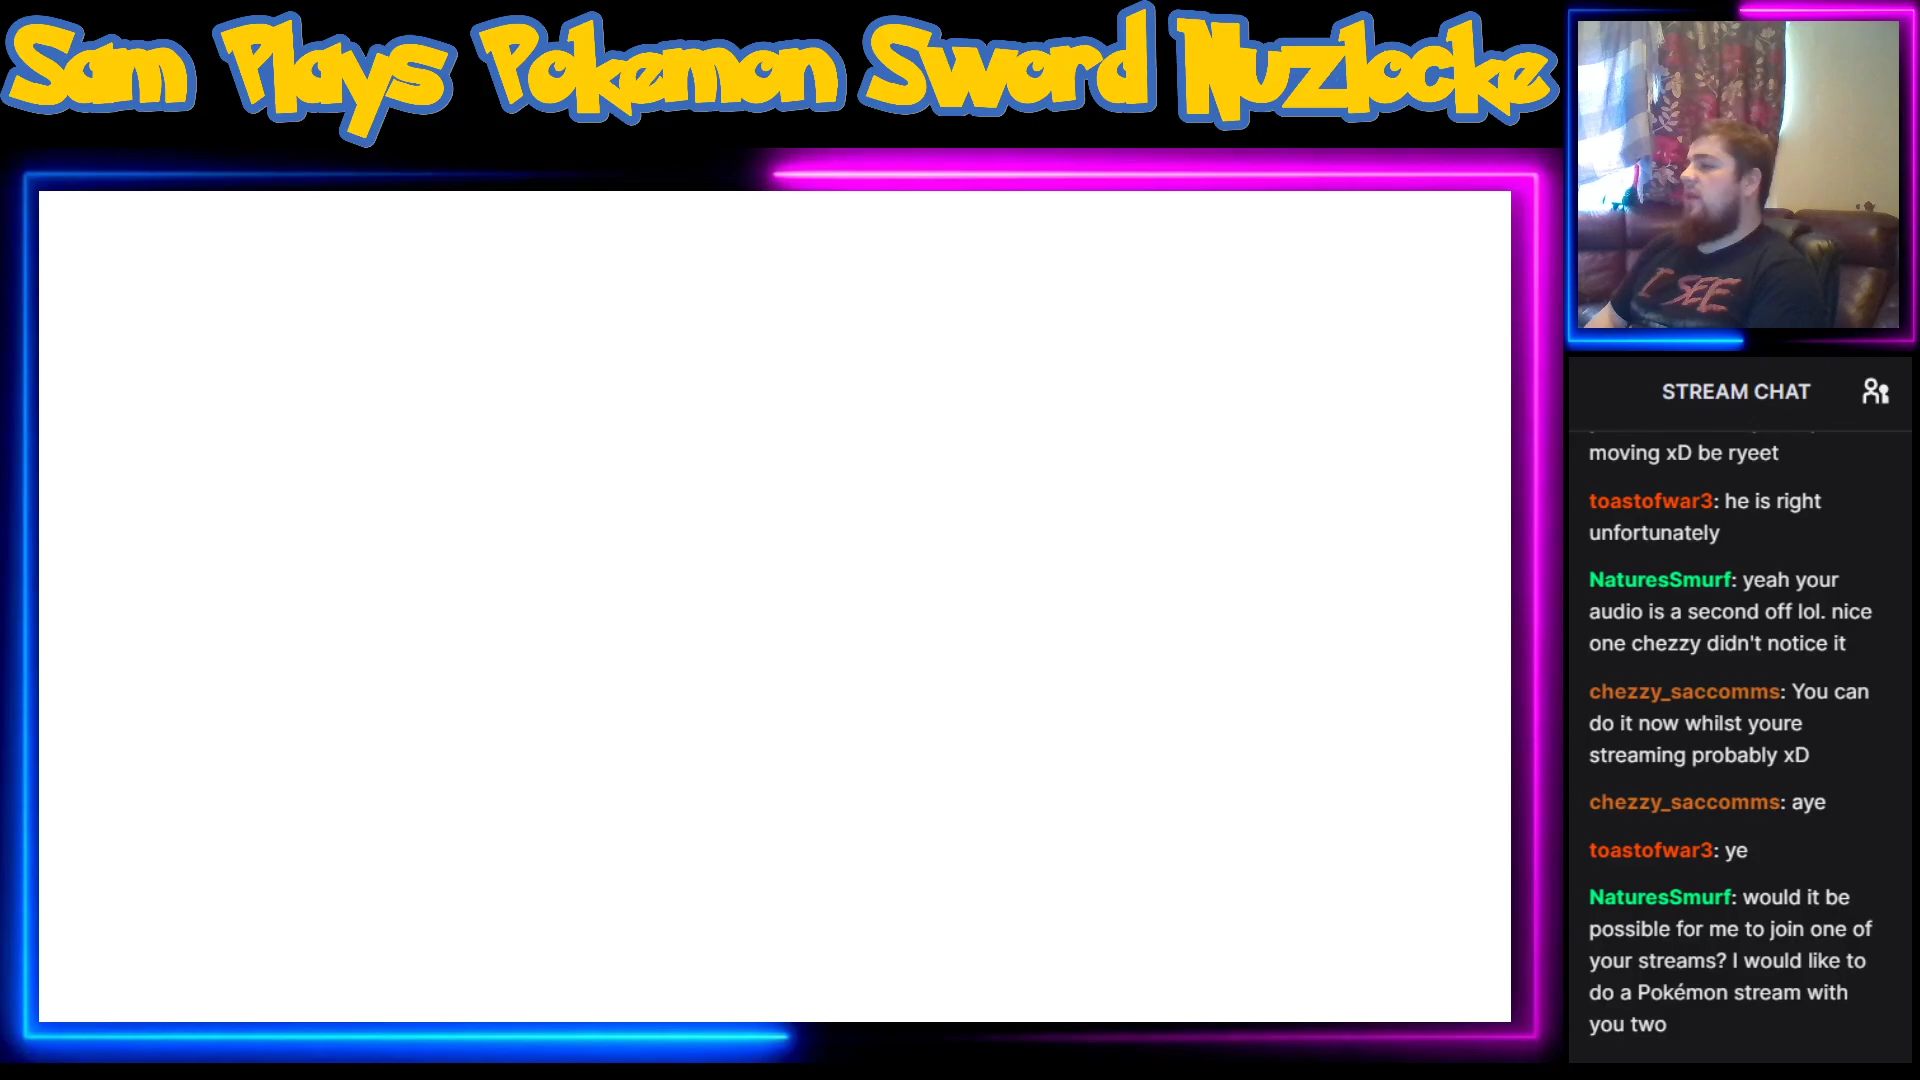 Sam Plays Pokemon Sword Nuzlocke
I SEE
STREAM CHAT
moving xD be ryeet
toastofwar3: he is right
unfortunately
NaturesSmurf: yeah your
audio is a second off lol. nice
one chezzy didn't notice it
chezzy_saccomms: You can
do it now whilst youre
streaming probably xD
chezzy_saccomms: aye
toastofwar3: ye
NaturesSmurf: would it be
possible for me to join one of
your streams? I would like to
do a Pokémon stream with
you two